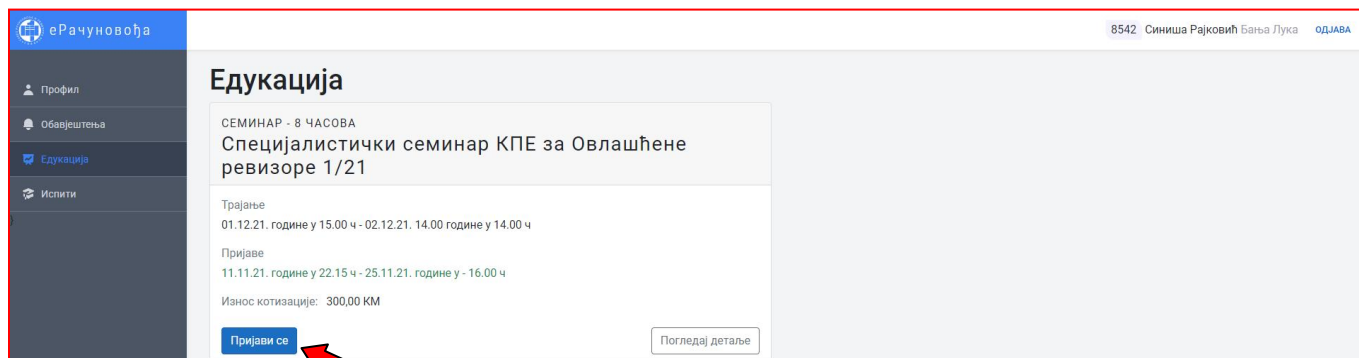 еРачуновођа
8542 Синиша Рајковић Бања Лука ОДЈАВА
Профил
Обавјештења
Едукација
Испити
)
Едукација
СЕМИНАР - 8 ЧАСОВА
Специјалистички семинар КПЕ за Овлашћене
ревизоре 1/21
Трајање
01.12.21. године у 15.00 ч - 02.12.21. 14.00 године у 14.00 ч
Пријаве
11.11.21. године у 22.15 ч - 25.11.21. године у - 16.00 ч
Износ котизације: 300,00 КМ
Пријави се
Погледај детаље